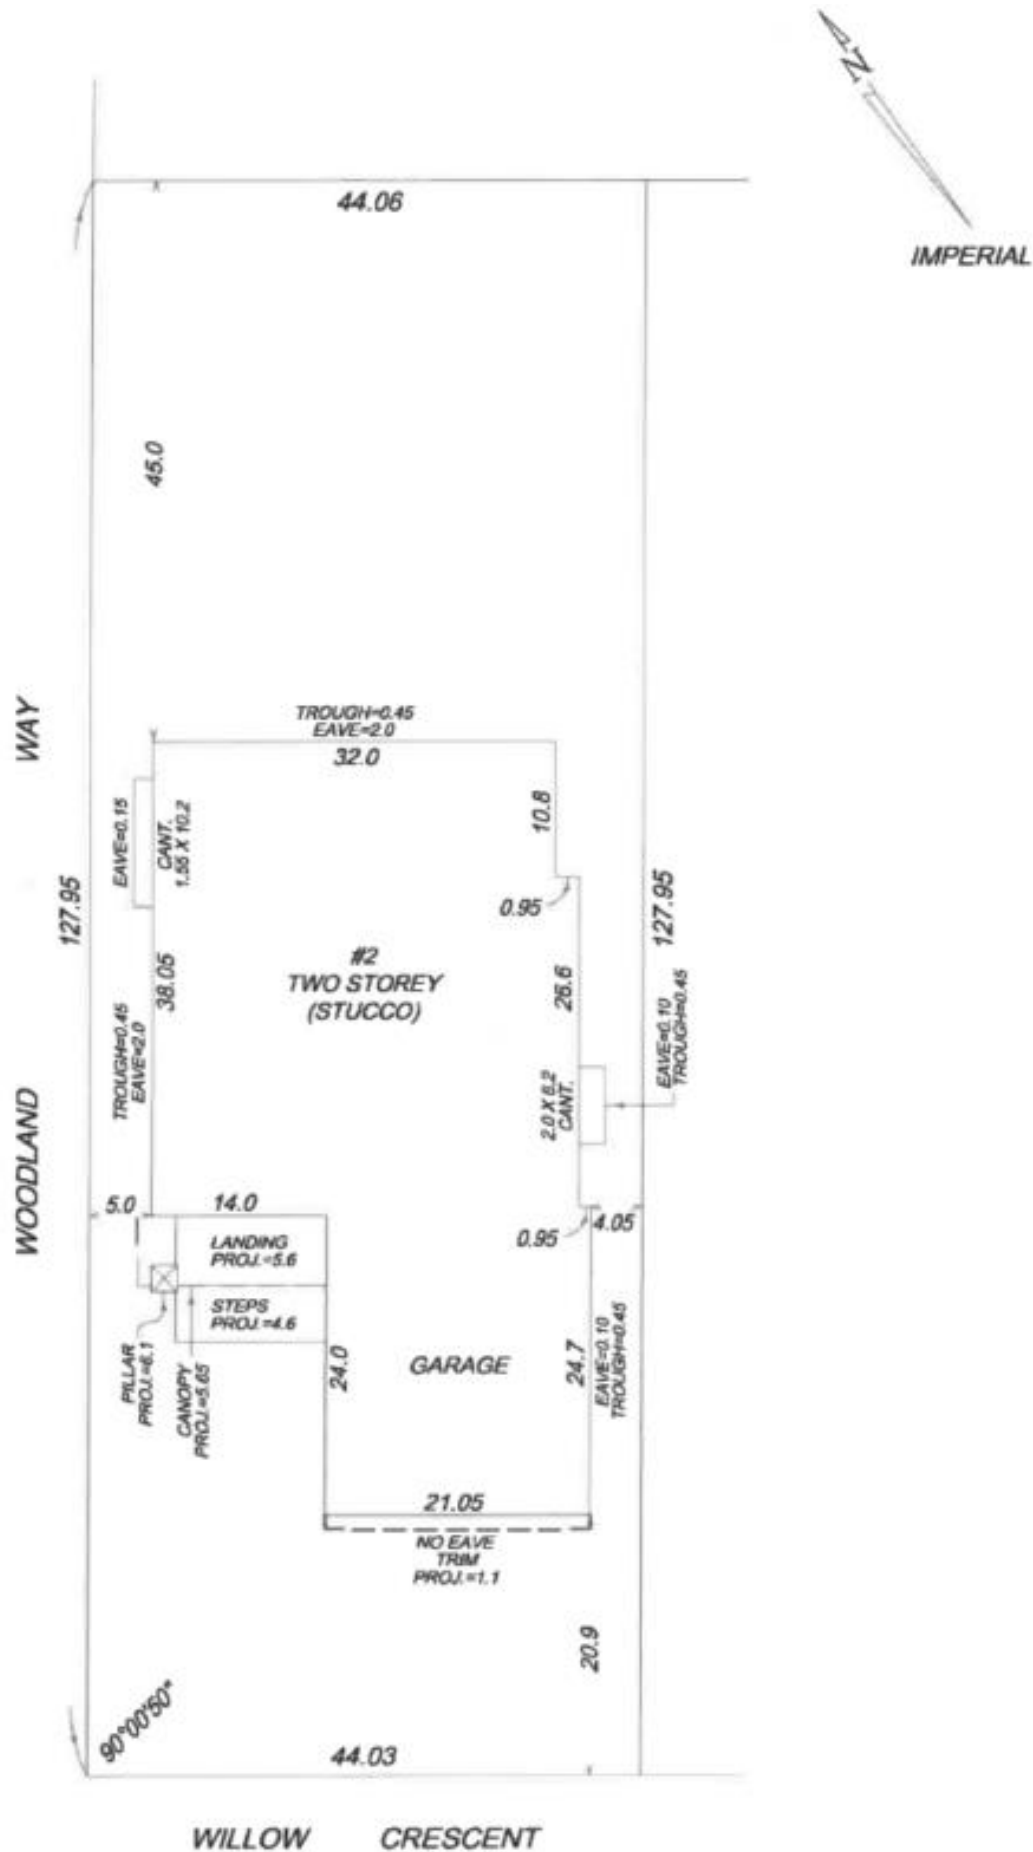 N
IMPERIAL
44.06
45.0
WAY
WOODLAND
127.95
TROUGH=0.45
EAVE=2.0
32.0
10.8
EAVE=0.15
CANT.
1.55 X 10.2
0.95
127.95
#2
TWO STOREY
(STUCCO)
38.05
26.6
TROUGH=0.45
EAVE=2.0
EAVE=0.10
TROUGH=0.45
2.0 X 6.2
CANT.
5.0
14.0
0.95
4.05
LANDING
PROJ.=5.6
STEPS
PROJ.=4.6
PILLAR
PROJ.=6.1
CANOPY
PROJ.=5.65
24.0
GARAGE
24.7
EAVE=0.10
TROUGH=0.45
21.05
NO EAVE
TRIM
PROJ.=1.1
20.9
90°00'50"
44.03
WILLOW CRESCENT